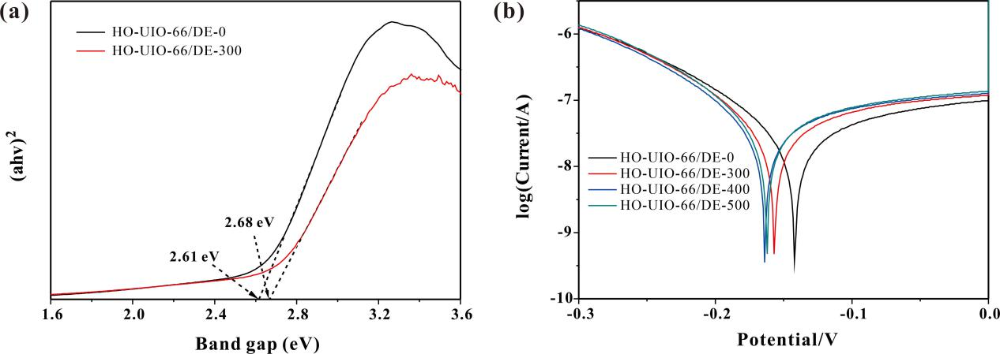 (a)
HO-UIO-66/DE-0
HO-UIO-66/DE-300
(ahv)2
2.68 eV
2.61 eV
1.6 2.0 2.4 2.8 3.2 3.6
Band gap (eV)
(b)
-6
-7
-8
-9
-10
log(Current/A)
HO-UIO-66/DE-0
HO-UIO-66/DE-300
HO-UIO-66/DE-400
HO-UIO-66/DE-500
-0.3 -0.2 -0.1 0.0
Potential/V